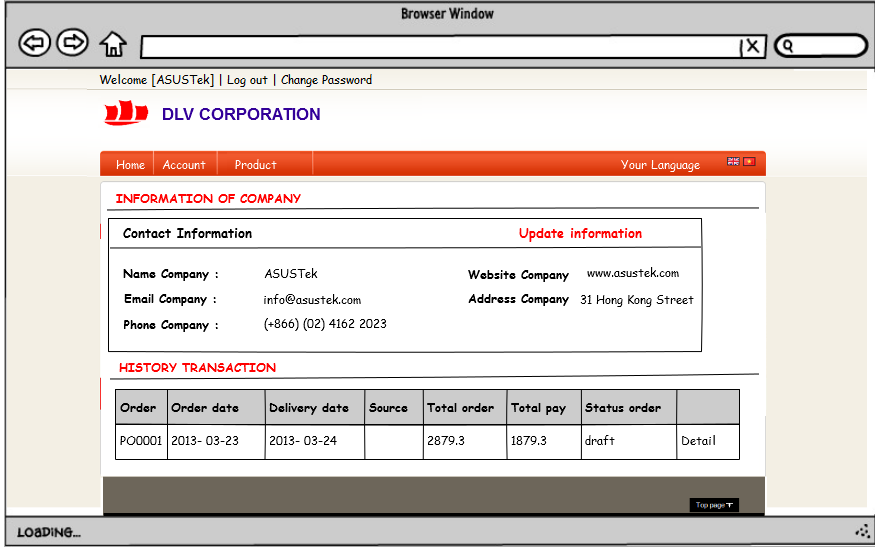 Browser Window
Welcome [ASUSTek] | Log out | Change Password
DLV CORPORATION
Home Account Product Your Language
INFORMATION OF COMPANY
Contact Information Update information
Name Company : ASUSTek Website Company www.asustek.com
Email Company : info@asustek.com Address Company 31 Hong Kong Street
Phone Company : (+866) (02) 4162 2023
HISTORY TRANSACTION
Order Order date Delivery date Source Total order Total pay Status order
PO0001 2013- 03-23 2013- 03-24 2879.3 1879.3 draft Detail
Top page
LOADING...